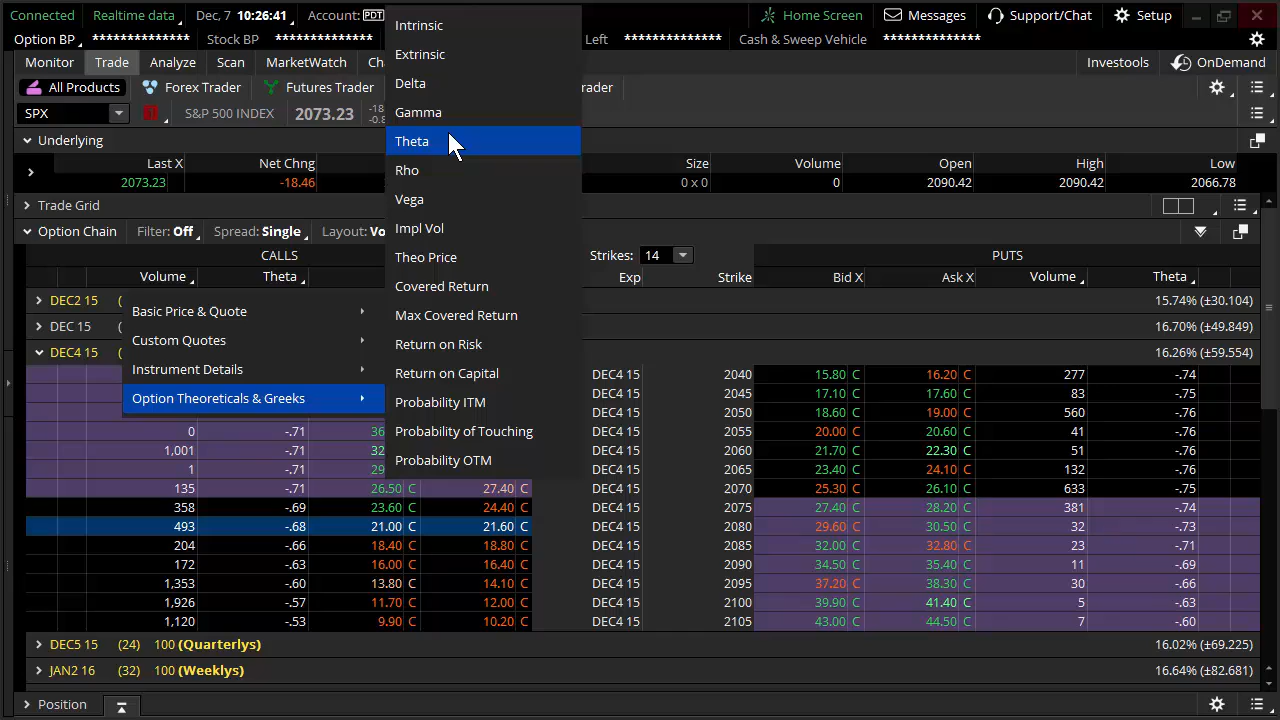 Connected Realtime data Dec, 7 10:26:41 Account: PDT Home Screen Messages Support/Chat Setup
Option BP ************** Stock BP ************** Left ************** Cash & Sweep Vehicle **************
Monitor Trade Analyze Scan MarketWatch Investools OnDemand
All Products Forex Trader Futures Trader
SPX S&P 500 INDEX 2073.23
Underlying
Last X Net Chng Size Volume Open High Low
2073.23 -18.46 0 x 0 0 2090.42 2090.42 2066.78
Trade Grid
Option Chain Filter: Off Spread: Single Layout:
CALLS Strikes: 14 PUTS
Volume Theta Exp Strike Bid X Ask X Volume Theta
DEC2 15 15.74% (±30.104)
DEC 15 16.70% (±49.849)
DEC4 15 16.26% (±59.554)
Basic Price & Quote
Custom Quotes
Instrument Details
Option Theoreticals & Greeks
Intrinsic
Extrinsic
Delta
Gamma
Theta
Rho
Vega
Impl Vol
Theo Price
Covered Return
Max Covered Return
Return on Risk
Return on Capital
Probability ITM
Probability of Touching
Probability OTM
DEC4 15 2040 15.80 C 16.20 C 277 -.74
DEC4 15 2045 17.10 C 17.60 C 83 -.75
DEC4 15 2050 18.60 C 19.00 C 560 -.76
0 -.71 DEC4 15 2055 20.00 C 20.60 C 41 -.76
1,001 -.71 DEC4 15 2060 21.70 C 22.30 C 51 -.76
1 -.71 DEC4 15 2065 23.40 C 24.10 C 132 -.76
135 -.71 26.50 C 27.40 C DEC4 15 2070 25.30 C 26.10 C 633 -.75
358 -.69 23.60 C 24.40 C DEC4 15 2075 27.40 C 28.20 C 381 -.74
493 -.68 21.00 C 21.60 C DEC4 15 2080 29.60 C 30.50 C 32 -.73
204 -.66 18.40 C 18.80 C DEC4 15 2085 32.00 C 32.80 C 23 -.71
172 -.63 16.00 C 16.40 C DEC4 15 2090 34.50 C 35.40 C 11 -.69
1,353 -.60 13.80 C 14.10 C DEC4 15 2095 37.20 C 38.30 C 30 -.66
1,926 -.57 11.70 C 12.00 C DEC4 15 2100 39.90 C 41.40 C 5 -.63
1,120 -.53 9.90 C 10.20 C DEC4 15 2105 43.00 C 44.50 C 7 -.60
DEC5 15 (24) 100 (Quarterlys) 16.02% (±69.225)
JAN2 16 (32) 100 (Weeklys) 16.64% (±82.681)
Position